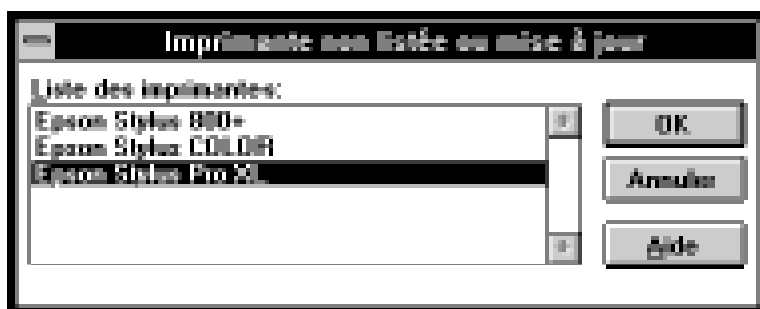 Imprimante non listée ou mise à jour
Liste des imprimantes:
Epson Stylus 800+
Epson Stylus COLOR
Epson Stylus Pro XL
OK
Annuler
Aide